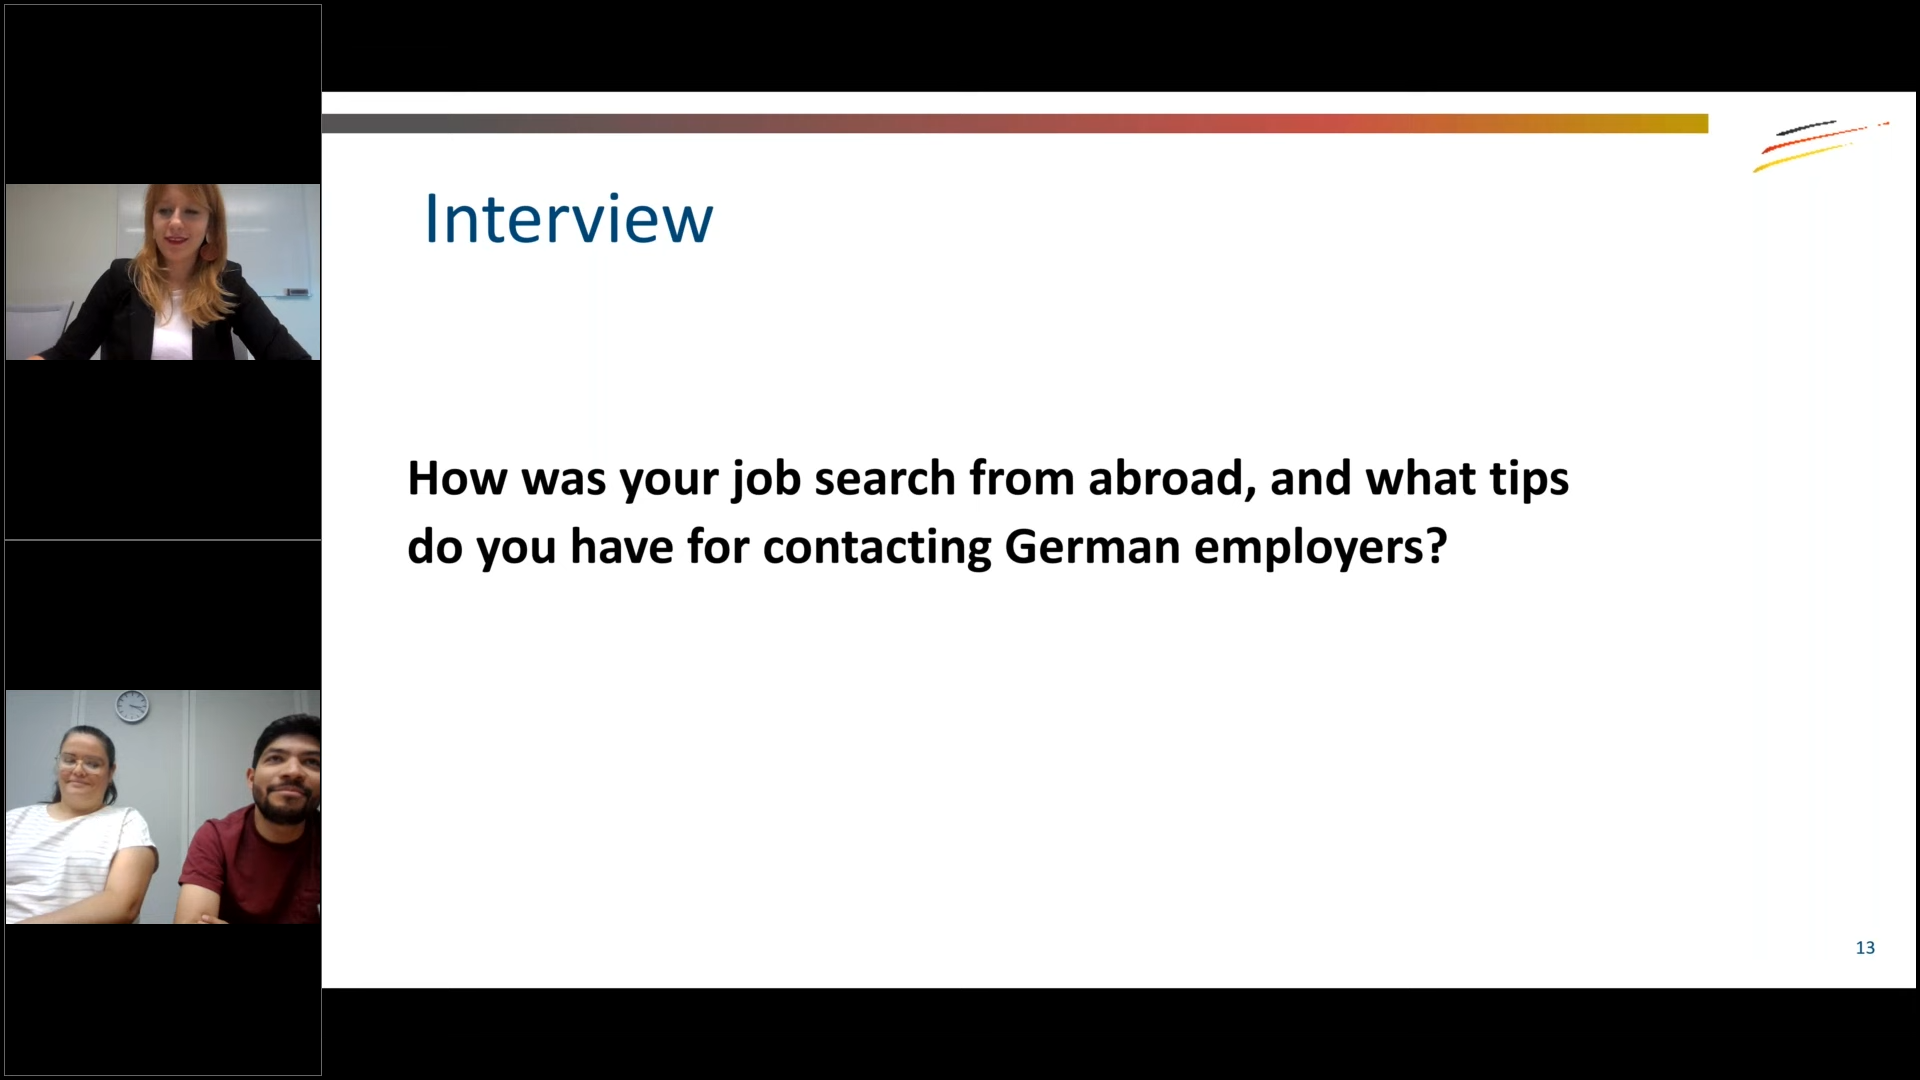 Interview
How was your job search from abroad, and what tips
do you have for contacting German employers?
13